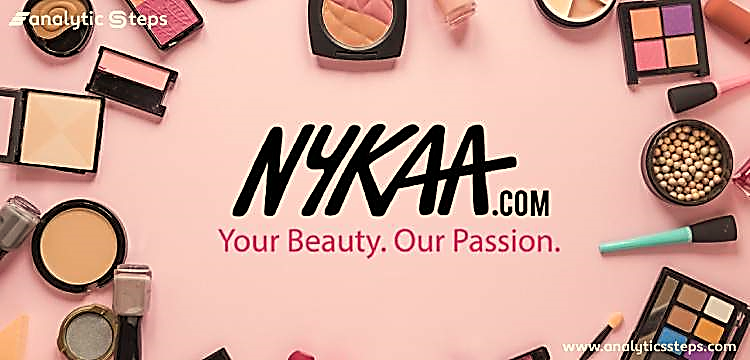 analytic Steps
NYKAA.COM
Your Beauty. Our Passion.
www.analyticssteps.com